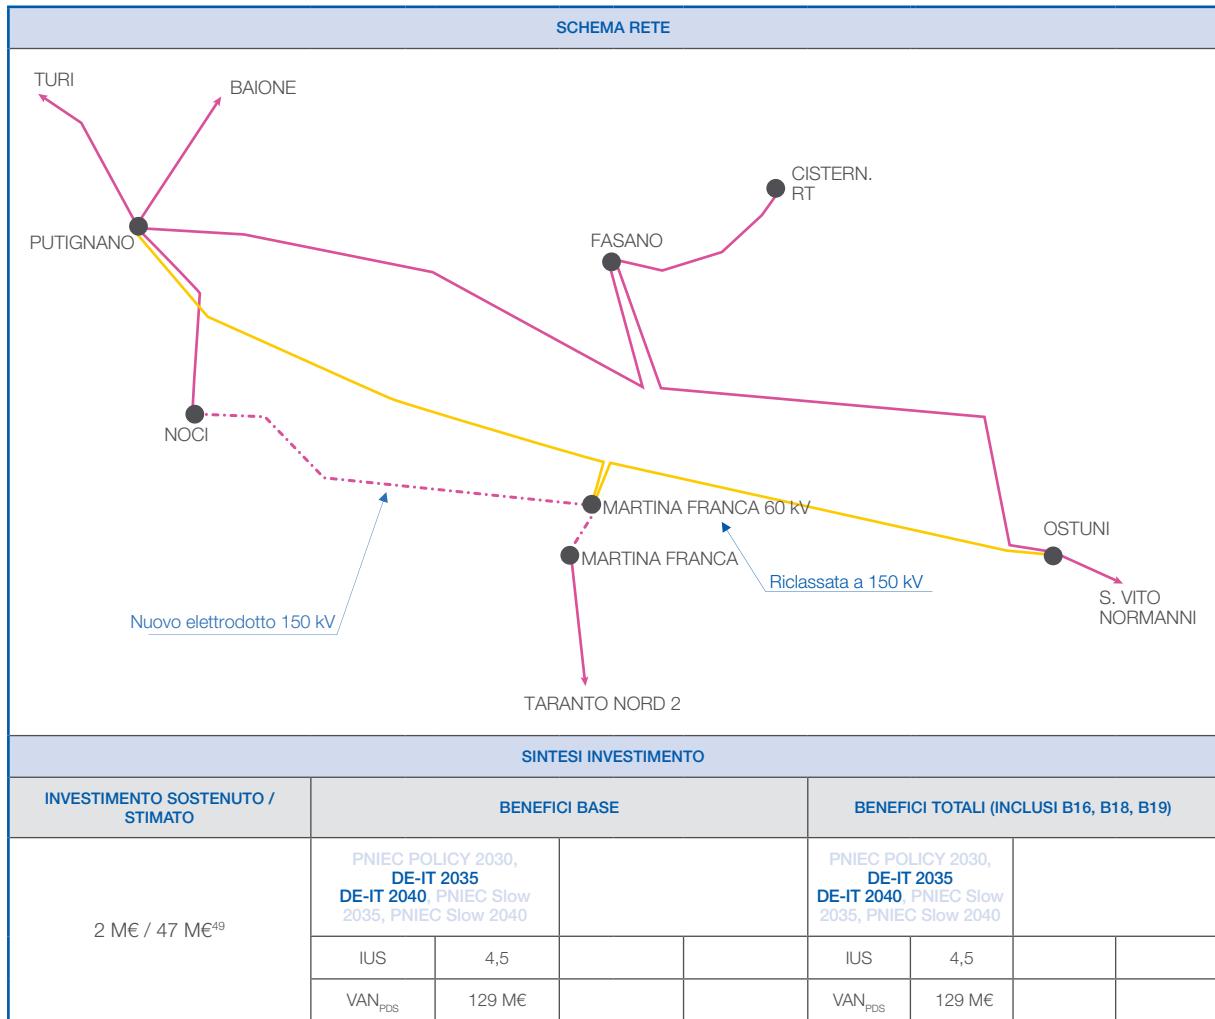 SCHEMA RETE
TURI
BAIONE
CISTERN.
RT
PUTIGNANO
FASANO
NOCI
MARTINA FRANCA 60 kV
OSTUNI
MARTINA FRANCA
Riclassata a 150 kV
S. VITO
NORMANNI
Nuovo elettrodotto 150 kV
TARANTO NORD 2
SINTESI INVESTIMENTO
INVESTIMENTO SOSTENUTO /
STIMATO
BENEFICI BASE
BENEFICI TOTALI (INCLUSI B16, B18, B19)
2 M€ / 47 M€49
PNIEC POLICY 2030,
DE-IT 2035
DE-IT 2040, PNIEC Slow
2035, PNIEC Slow 2040
PNIEC POLICY 2030,
DE-IT 2035
DE-IT 2040, PNIEC Slow
2035, PNIEC Slow 2040
IUS 4,5 IUS 4,5
VANPDS 129 M€ VANPDS 129 M€